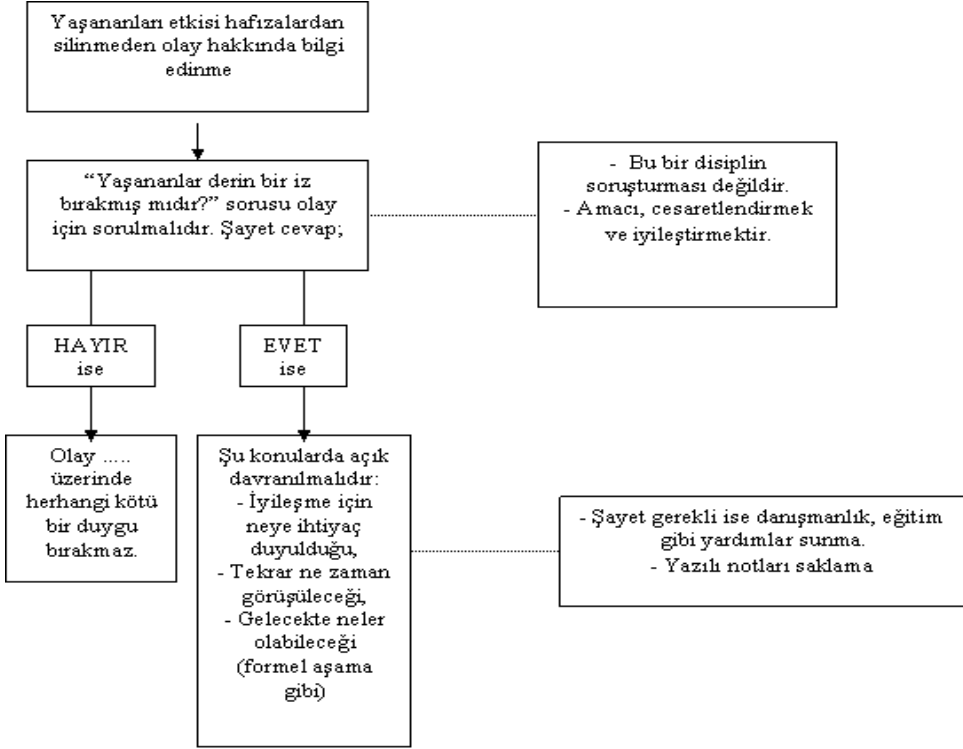 Yaşananları etkisi hafızalardan
silinmeden olay hakkında bilgi
edinme
“Yaşananlar derin bir iz
bırakmış mıdır?” sorusu olay
için sorulmalıdır. Şayet cevap;
- Bu bir disiplin
soruşturması değildir.
- Amacı, cesaretlendirmek
ve iyileştirmektir.
HAYIR
ise
EVET
ise
Olay .....
üzerinde
herhangi kötü
bir duygu
bırakmaz.
Şu konularda açık
davranılmalıdır:
- İyileşme için
neye ihtiyaç
duyulduğu,
- Tekrar ne zaman
görüşüleceği,
- Gelecekte neler
olabileceği
(formel aşama
gibi)
- Şayet gerekli ise danışmanlık, eğitim
gibi yardımlar sunma.
- Yazılı notları saklama